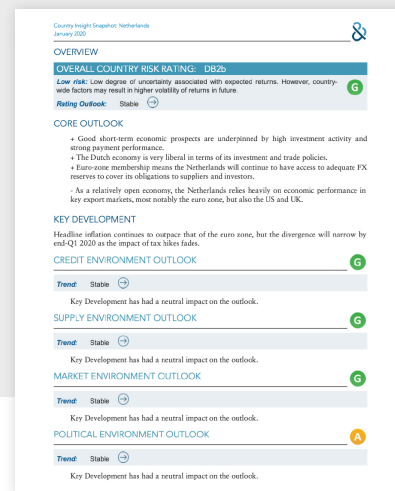 Country Insight Snapshot: Netherlands
January 2020
OVERVIEW
OVERALL COUNTRY RISK RATING: DB2b
Low risk: Low degree of uncertainty associated with expected returns. However, country-
wide factors may result in higher volatility of returns in future.
G
Rating Outlook: Stable
CORE OUTLOOK
+ Good short-term economic prospects are underpinned by high investment activity and
strong payment performance.
+ The Dutch economy is very liberal in terms of its investment and trade policies.
+ Euro-zone membership means the Netherlands will continue to have access to adequate FX
reserves to cover its obligations to suppliers and investors.
- As a relatively open economy, the Netherlands relies heavily on economic performance in
key export markets, most notably the euro zone, but also the US and UK.
KEY DEVELOPMENT
Headline inflation continues to outpace that of the euro zone, but the divergence will narrow by
end-Q1 2020 as the impact of tax hikes fades.
CREDIT ENVIRONMENT OUTLOOK
G
Trend: Stable
Key Development has had a neutral impact on the outlook.
SUPPLY ENVIRONMENT OUTLOOK
G
Trend: Stable
Key Development has had a neutral impact on the outlook.
MARKET ENVIRONMENT OUTLOOK
G
Trend: Stable
Key Development has had a neutral impact on the outlook.
POLITICAL ENVIRONMENT OUTLOOK
A
Trend: Stable
Key Development has had a neutral impact on the outlook.